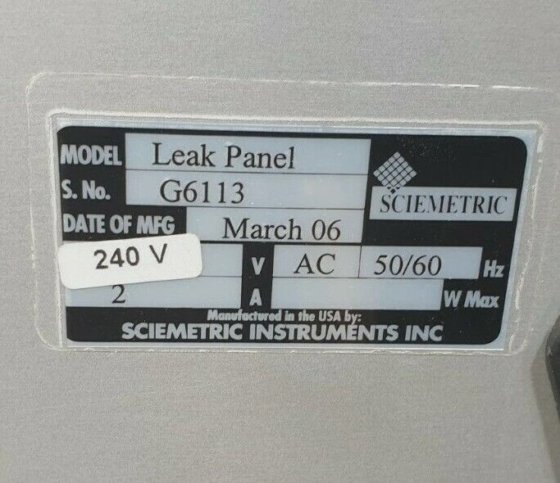 MODEL Leak Panel
S. No. G6113
SCIEMETRIC
DATE OF MFG March 06
240 V V AC 50/60 Hz
2 A W Max
Manufactured in the USA by:
SCIEMETRIC INSTRUMENTS INC